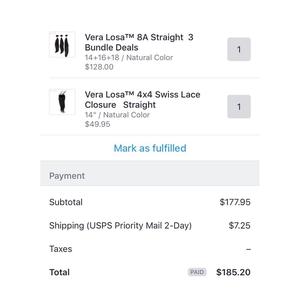 Vera Losa™ 8A Straight 3
Bundle Deals
14+16+18 / Natural Color
$128.00
1
Vera Losa™ 4x4 Swiss Lace
Closure Straight
14" / Natural Color
$49.95
1
Mark as fulfilled
Payment
Subtotal $177.95
Shipping (USPS Priority Mail 2-Day) $7.25
Taxes –
Total PAID $185.20